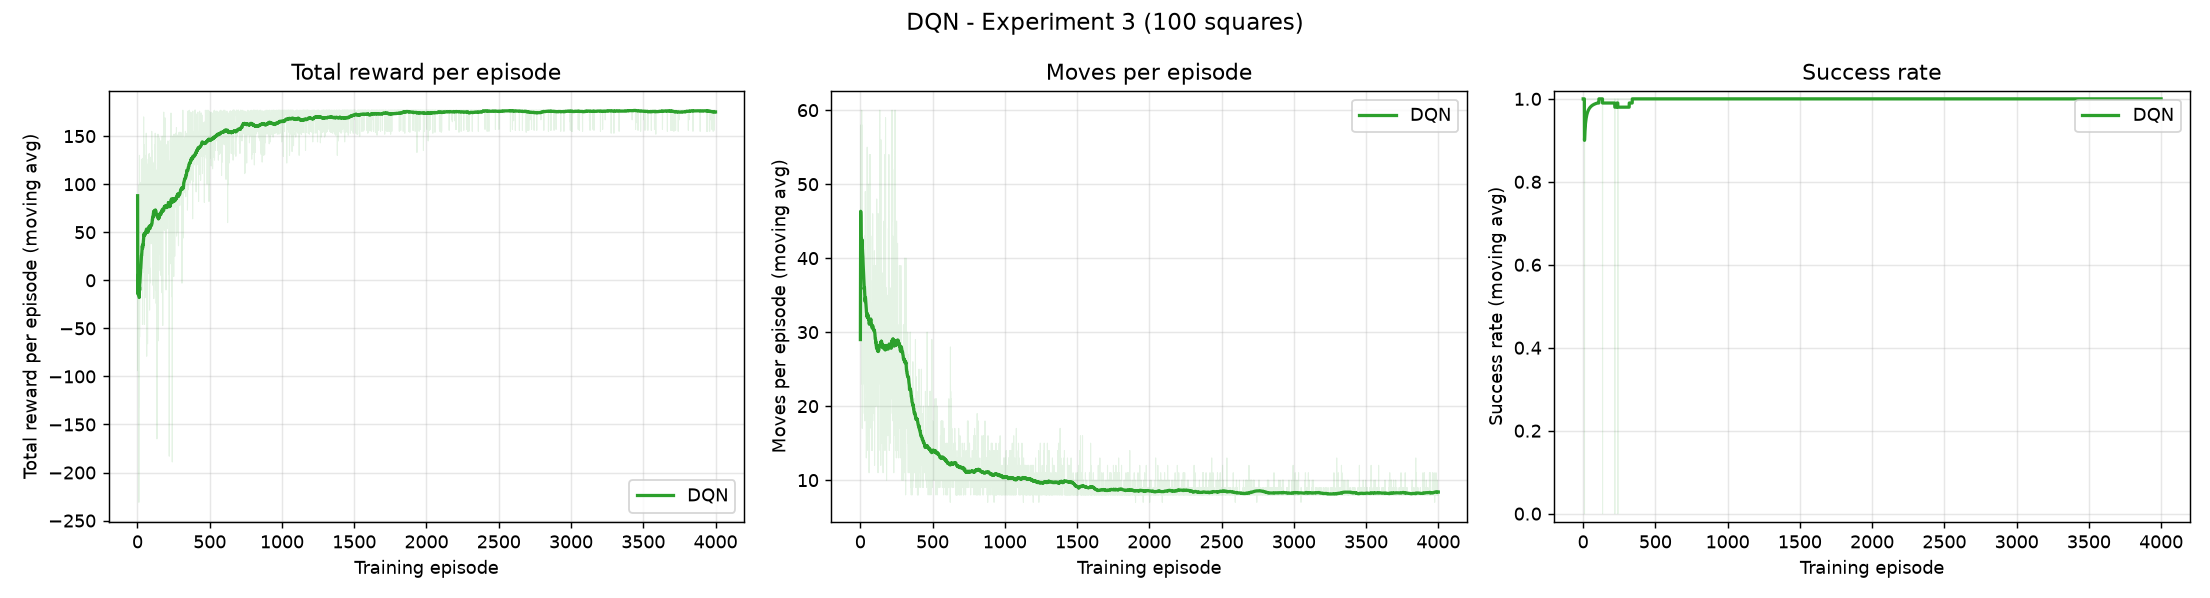 DQN - Experiment 3 (100 squares)
Total reward per episode
Total reward per episode (moving avg)
150
100
50
0
−50
−100
−150
−200
−250
0 500 1000 1500 2000 2500 3000 3500 4000
Training episode
DQN
Moves per episode
Moves per episode (moving avg)
60
50
40
30
20
10
0 500 1000 1500 2000 2500 3000 3500 4000
Training episode
DQN
Success rate
Success rate (moving avg)
1.0
0.8
0.6
0.4
0.2
0.0
0 500 1000 1500 2000 2500 3000 3500 4000
Training episode
DQN